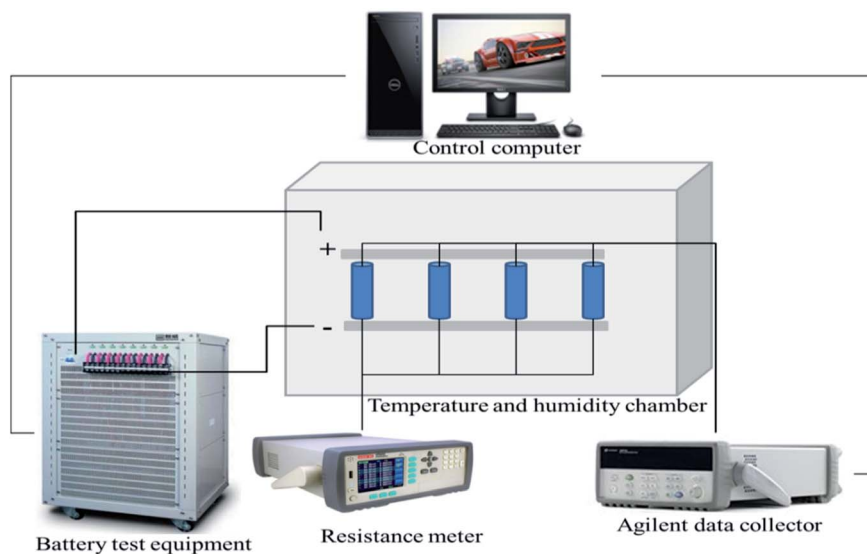 Control computer
+
-
Temperature and humidity chamber
Battery test equipment
Resistance meter
Agilent data collector